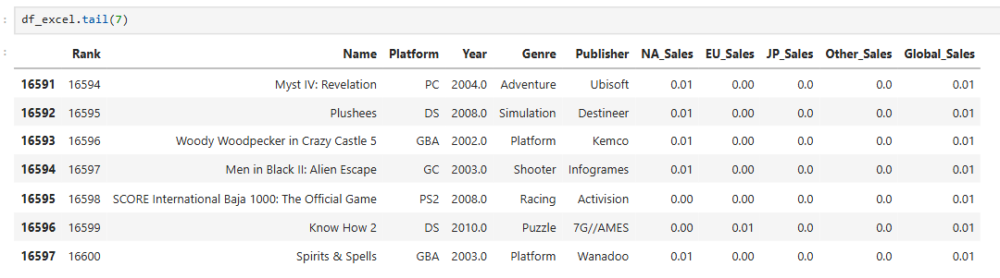 : df_excel.tail(7)
:
Rank Name Platform Year Genre Publisher NA_Sales EU_Sales JP_Sales Other_Sales Global_Sales
16591 16594 Myst IV: Revelation PC 2004.0 Adventure Ubisoft 0.01 0.00 0.0 0.0 0.01
16592 16595 Plushees DS 2008.0 Simulation Destineer 0.01 0.00 0.0 0.0 0.01
16593 16596 Woody Woodpecker in Crazy Castle 5 GBA 2002.0 Platform Kemco 0.01 0.00 0.0 0.0 0.01
16594 16597 Men in Black II: Alien Escape GC 2003.0 Shooter Infogrames 0.01 0.00 0.0 0.0 0.01
16595 16598 SCORE International Baja 1000: The Official Game PS2 2008.0 Racing Activision 0.00 0.00 0.0 0.0 0.01
16596 16599 Know How 2 DS 2010.0 Puzzle 7G//AMES 0.00 0.01 0.0 0.0 0.01
16597 16600 Spirits & Spells GBA 2003.0 Platform Wanadoo 0.01 0.00 0.0 0.0 0.01